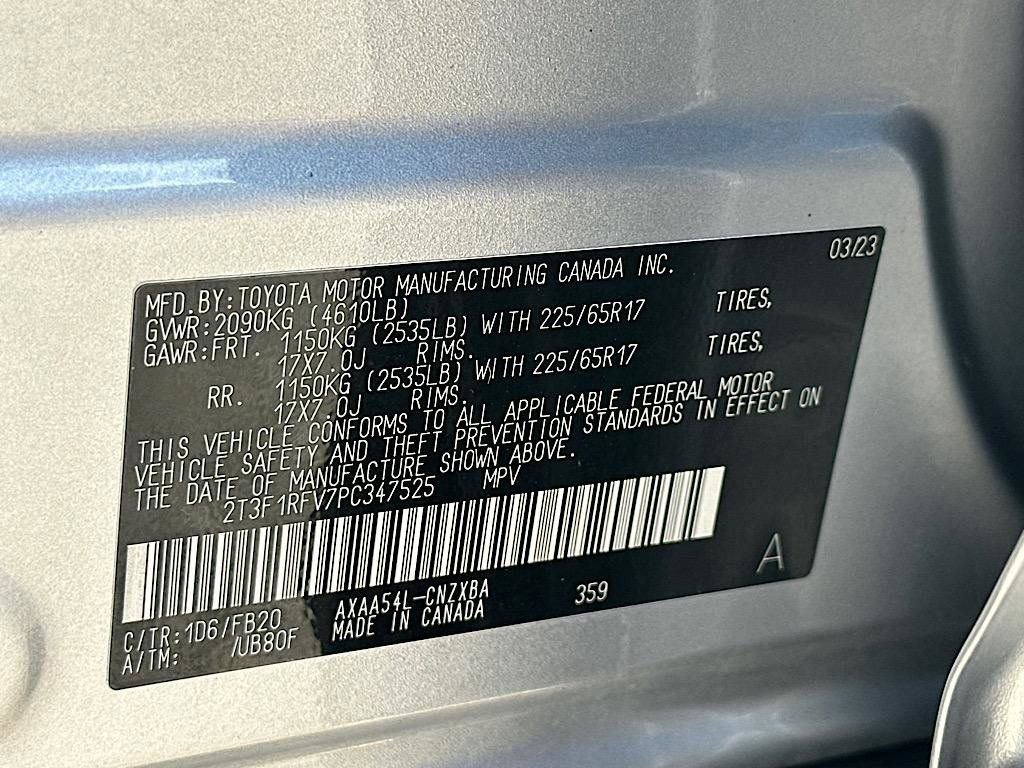 03/23
MFD. BY: TOYOTA MOTOR MANUFACTURING CANADA INC.
GVWR: 2090KG (4610LB)
GAWR: FRT. 1150KG (2535LB) WITH 225/65R17 TIRES,
17X7.0J RIMS.
RR. 1150KG (2535LB) WITH 225/65R17 TIRES,
17X7.0J RIMS.
THIS VEHICLE CONFORMS TO ALL APPLICABLE FEDERAL MOTOR
VEHICLE SAFETY AND THEFT PREVENTION STANDARDS IN EFFECT ON
THE DATE OF MANUFACTURE SHOWN ABOVE.
2T3F1RFV7PC347525 MPV
A
C/TR: 1D6/FB20 AXAA54L-CNZXBA 359
A/TM: /UB80F MADE IN CANADA